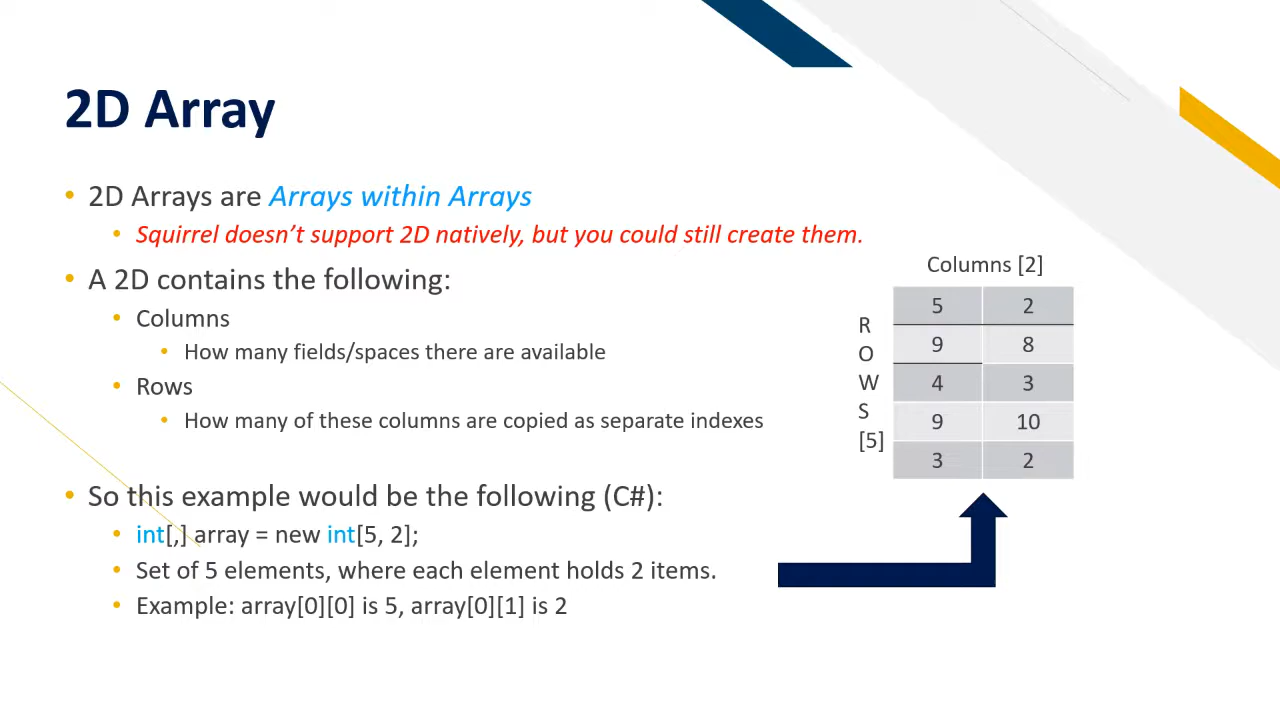 2D Array
2D Arrays are Arrays within Arrays
Squirrel doesn't support 2D natively, but you could still create them.
A 2D contains the following:
Columns
How many fields/spaces there are available
Rows
How many of these columns are copied as separate indexes
So this example would be the following (C#):
int[,] array = new int[5, 2];
Set of 5 elements, where each element holds 2 items.
Example: array[0][0] is 5, array[0][1] is 2
Columns [2]
R
O
W
S
[5]
5 2
9 8
4 3
9 10
3 2